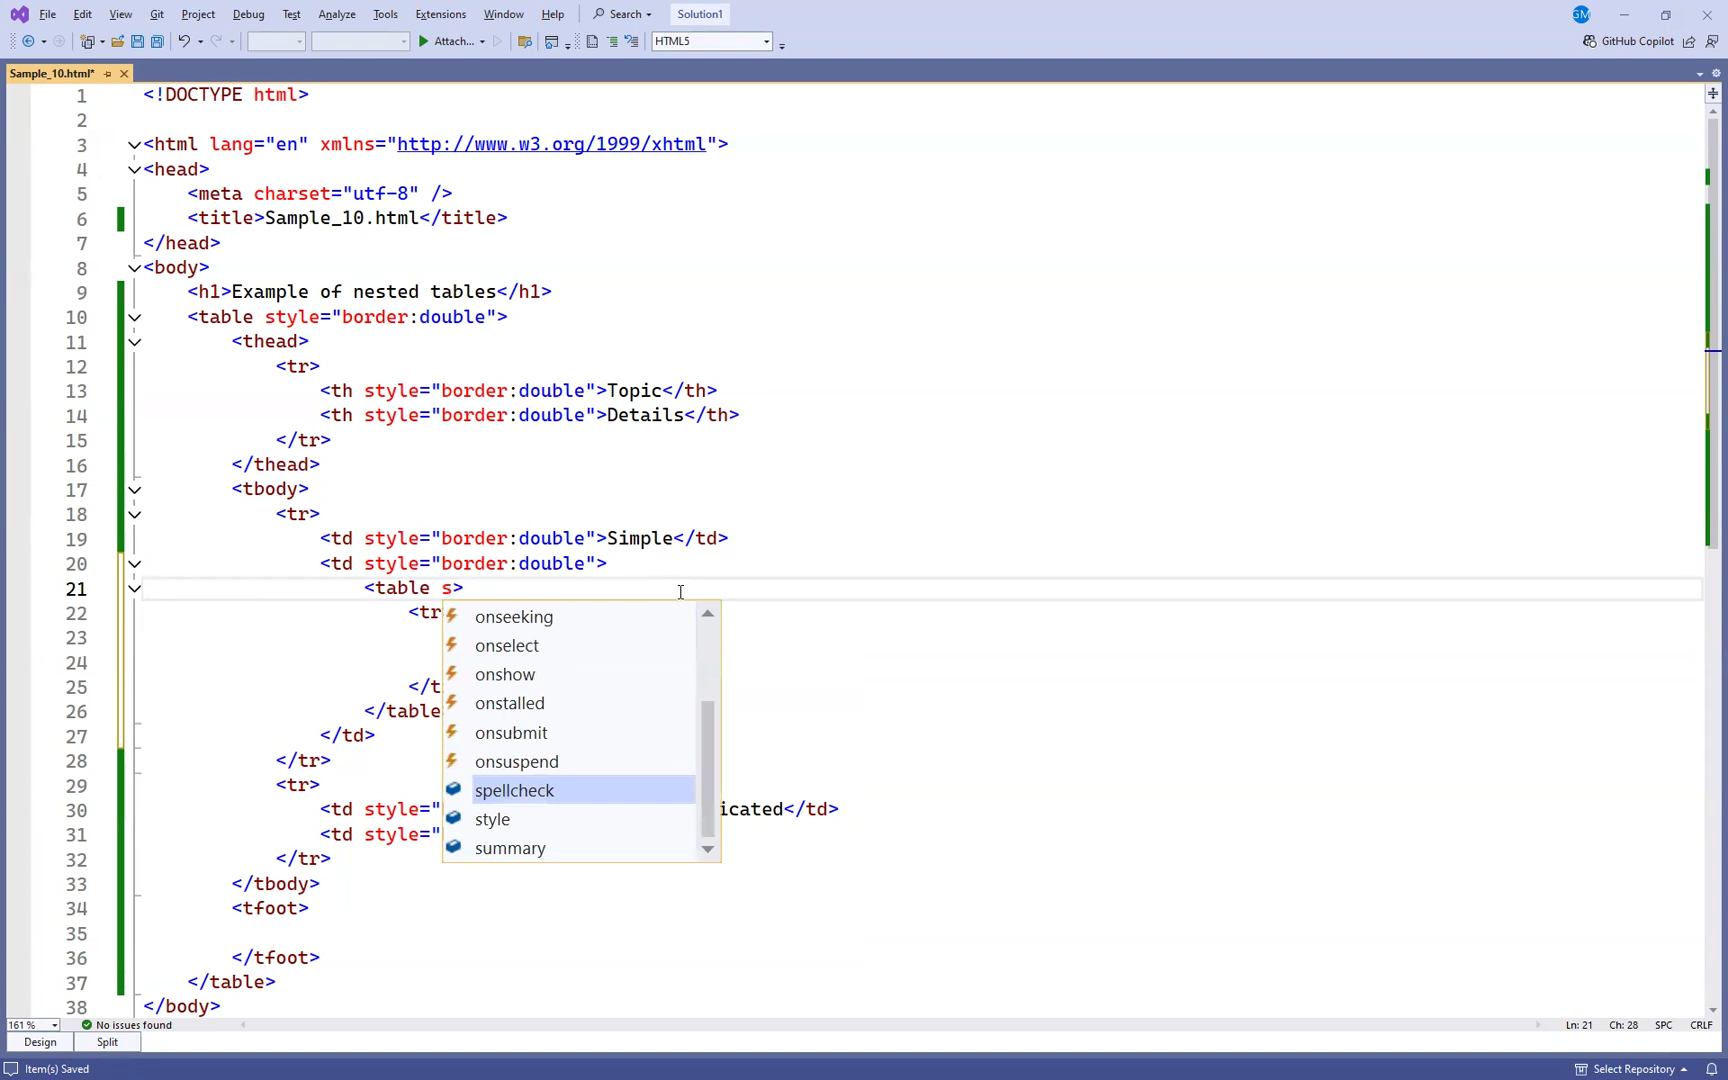 File Edit View Git Project Debug Test Analyze Tools Extensions Window Help Search Solution1 GM
Attach... HTML5 GitHub Copilot
Sample_10.html*
1 <!DOCTYPE html>
2
3 <html lang="en" xmlns="http://www.w3.org/1999/xhtml">
4 <head>
5 <meta charset="utf-8" />
6 <title>Sample_10.html</title>
7 </head>
8 <body>
9 <h1>Example of nested tables</h1>
10 <table style="border:double">
11 <thead>
12 <tr>
13 <th style="border:double">Topic</th>
14 <th style="border:double">Details</th>
15 </tr>
16 </thead>
17 <tbody>
18 <tr>
19 <td style="border:double">Simple</td>
20 <td style="border:double">
21 <table s>
22 <tr
23
24
25 </t
26 </table
27 </td>
28 </tr>
29 <tr>
30 <td style=" icated</td>
31 <td style="
32 </tr>
33 </tbody>
34 <tfoot>
35
36 </tfoot>
37 </table>
38 </body>
onseeking
onselect
onshow
onstalled
onsubmit
onsuspend
spellcheck
style
summary
161 % No issues found Ln: 21 Ch: 28 SPC CRLF
Design Split
Item(s) Saved Select Repository